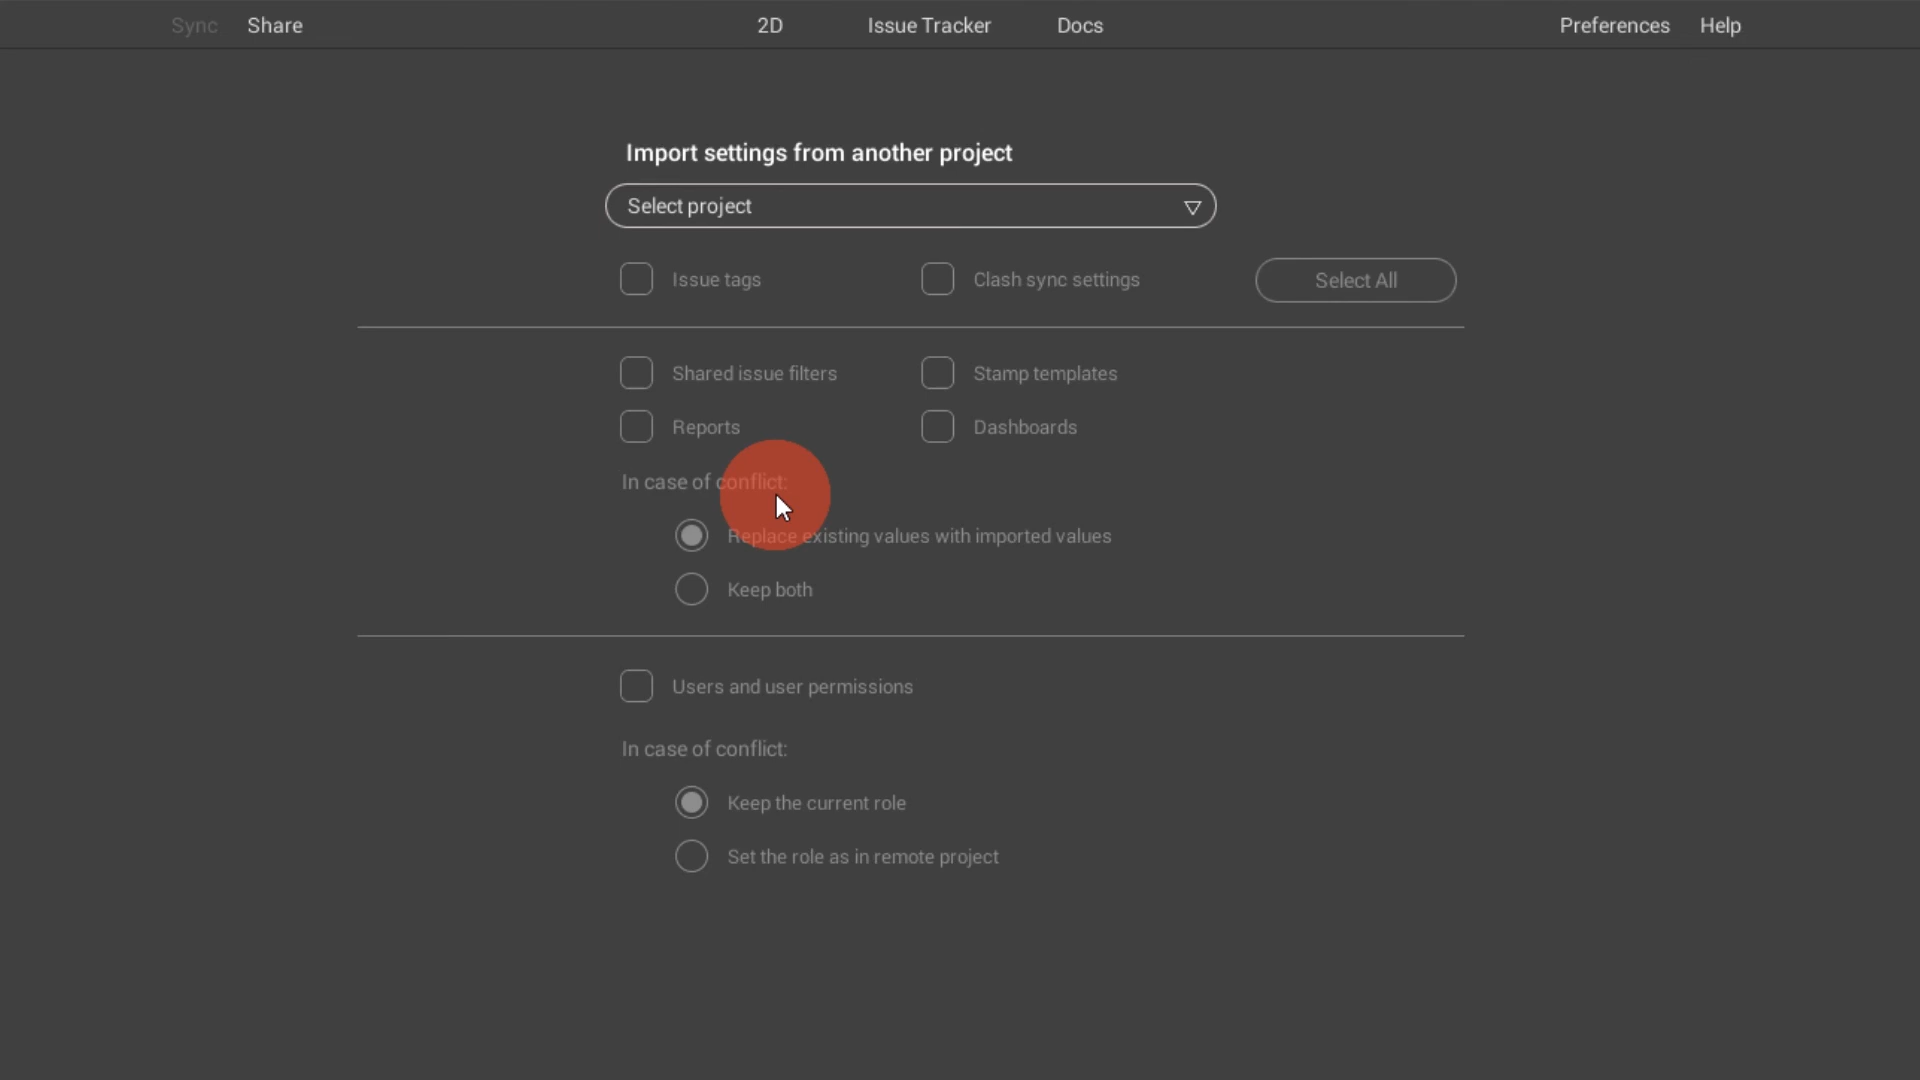 Sync Share 2D Issue Tracker Docs Preferences Help
Import settings from another project
Select project
Issue tags Clash sync settings Select All
Shared issue filters Stamp templates
Reports Dashboards
In case of conflict:
Replace existing values with imported values
Keep both
Users and user permissions
In case of conflict:
Keep the current role
Set the role as in remote project